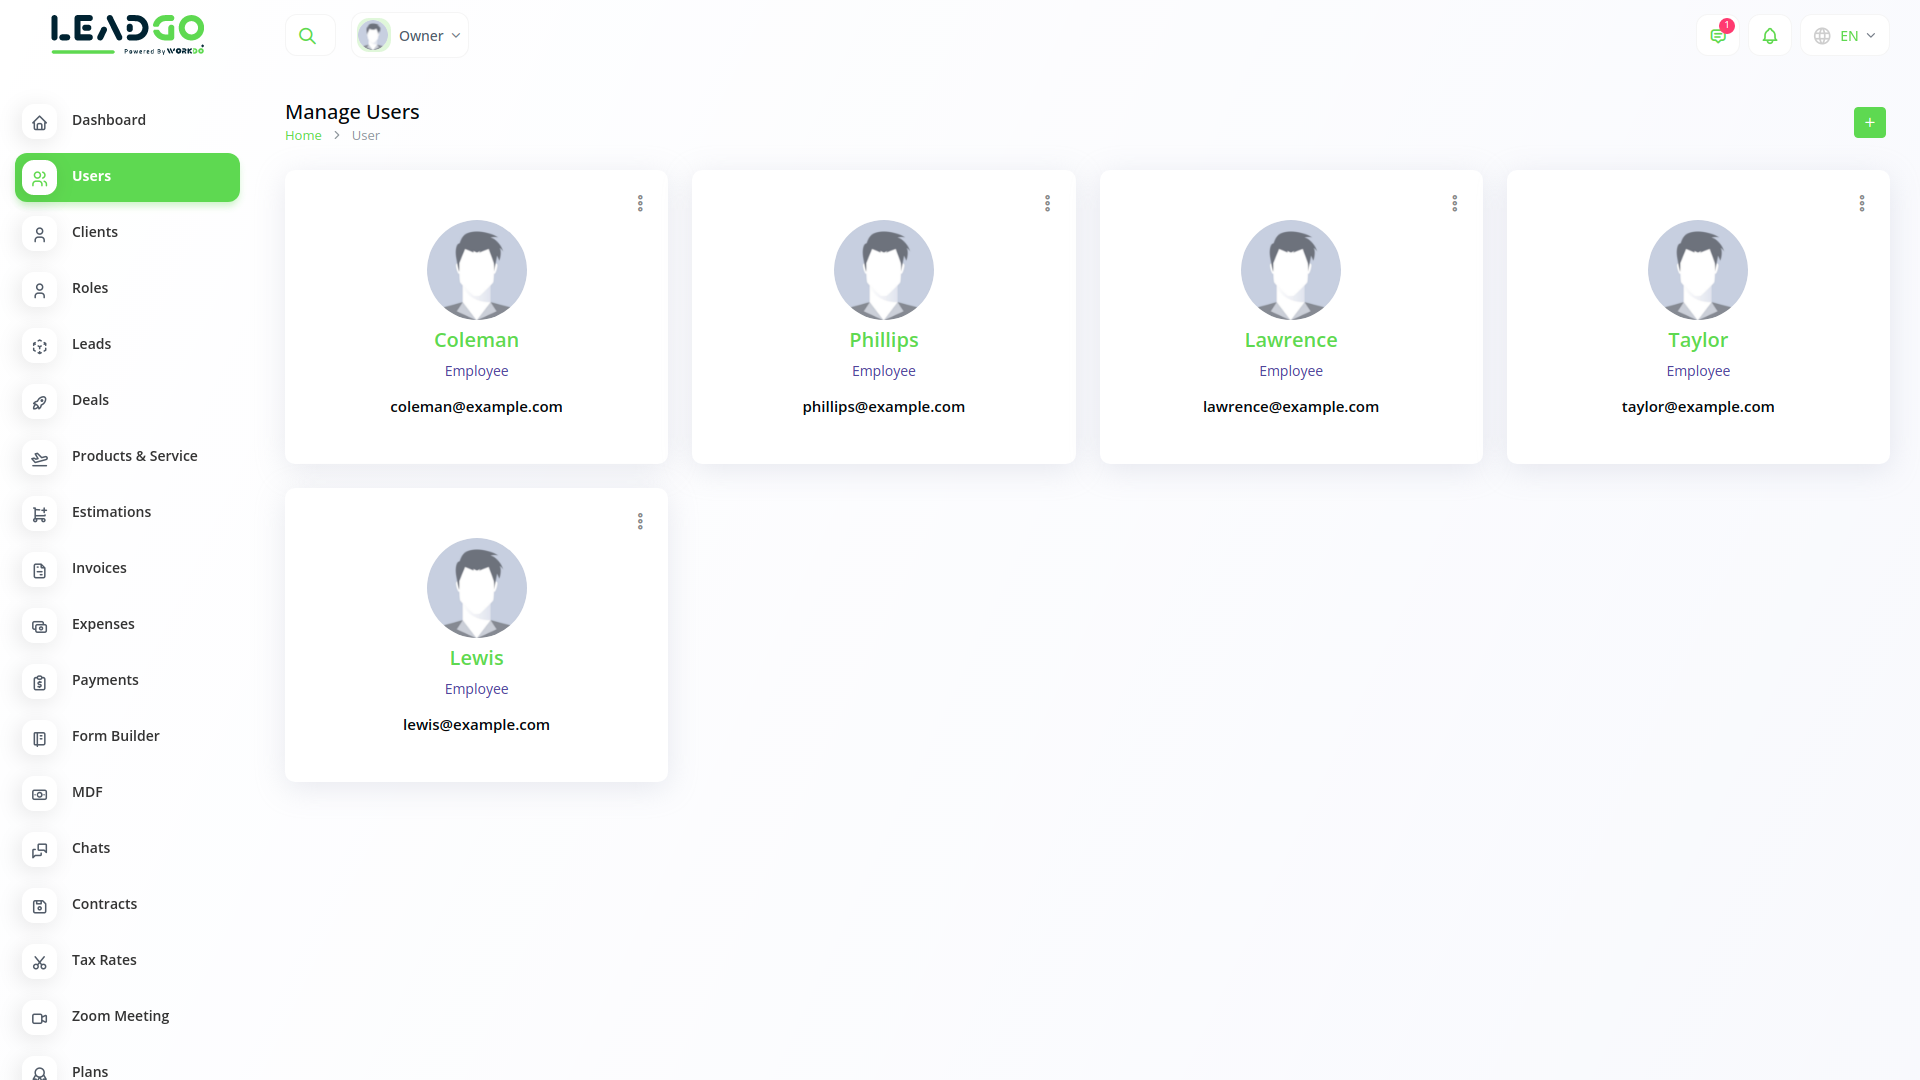 LEADGO
Powered By WORKDO
Owner
1
EN
Dashboard
Users
Clients
Roles
Leads
Deals
Products & Service
Estimations
Invoices
Expenses
Payments
Form Builder
MDF
Chats
Contracts
Tax Rates
Zoom Meeting
Plans
Manage Users
Home > User
+
Coleman
Employee
coleman@example.com
Phillips
Employee
phillips@example.com
Lawrence
Employee
lawrence@example.com
Taylor
Employee
taylor@example.com
Lewis
Employee
lewis@example.com